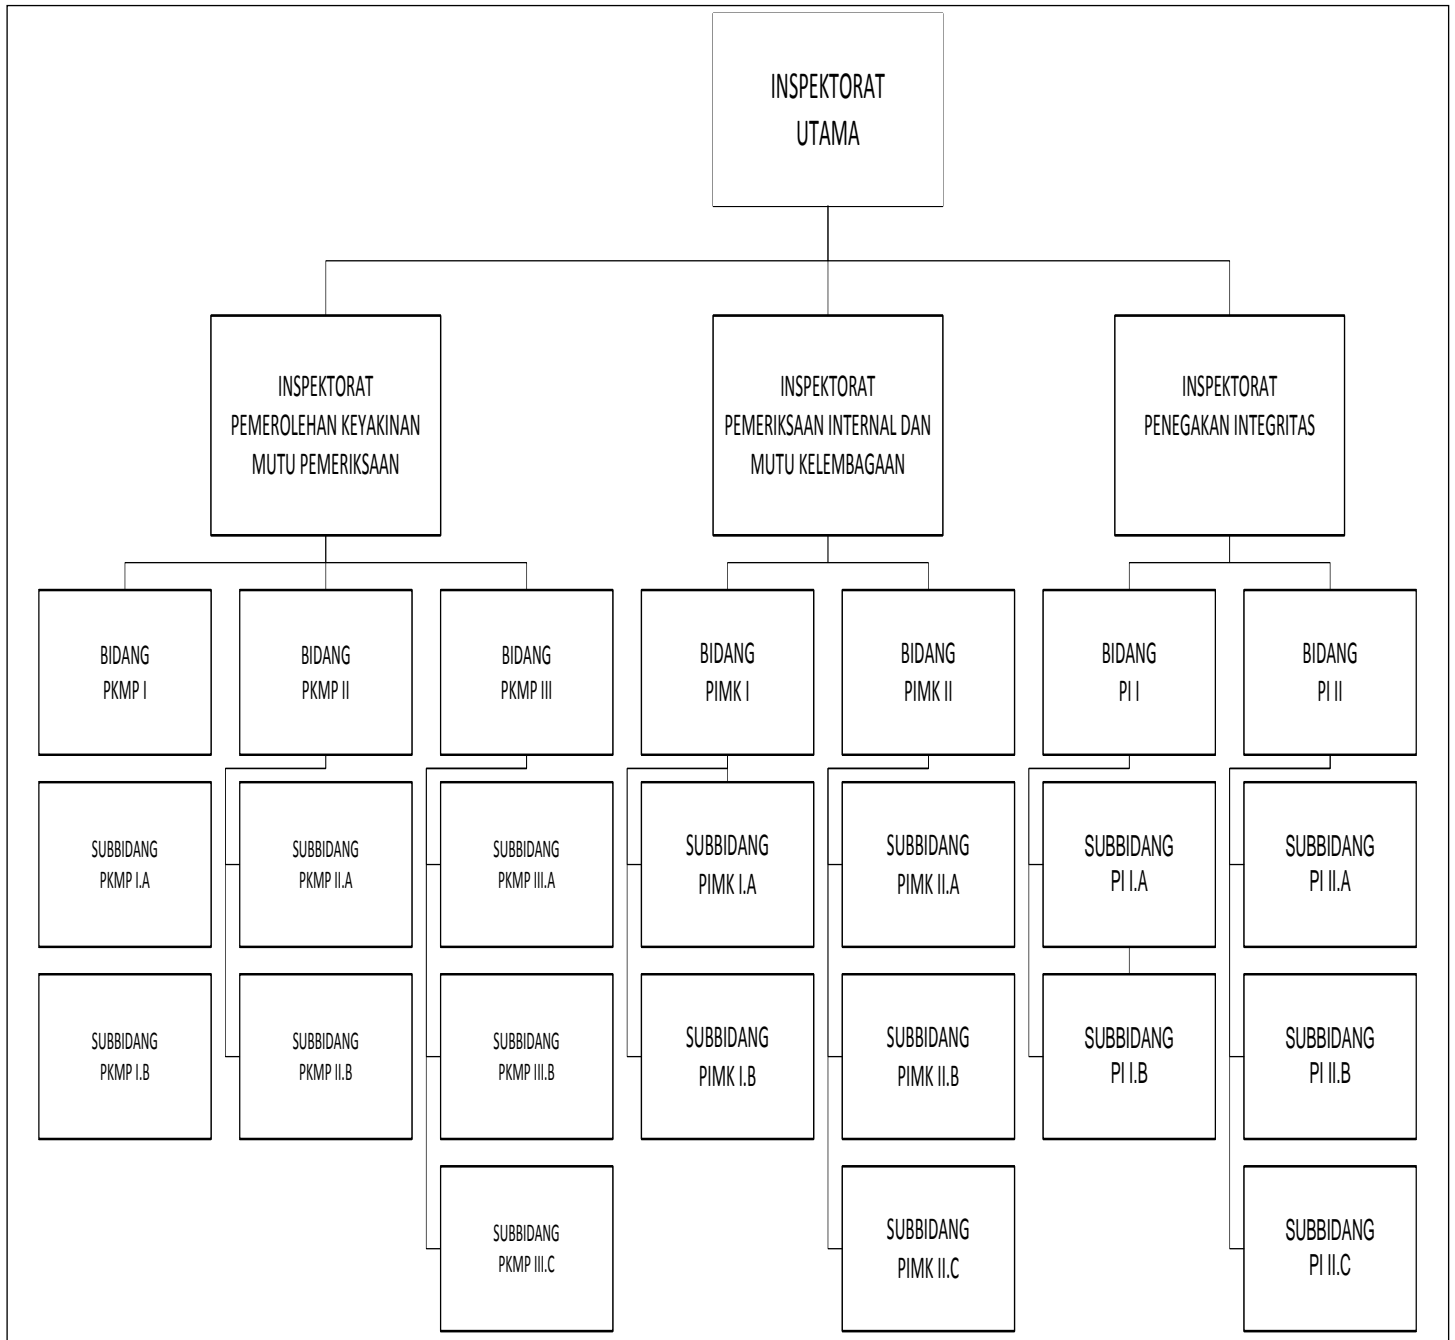 INSPEKTORAT
UTAMA
INSPEKTORAT
PEMEROLEHAN KEYAKINAN
MUTU PEMERIKSAAN
INSPEKTORAT
PEMERIKSAAN INTERNAL DAN
MUTU KELEMBAGAAN
INSPEKTORAT
PENEGAKAN INTEGRITAS
BIDANG
PKMP I
BIDANG
PKMP II
BIDANG
PKMP III
BIDANG
PIMK I
BIDANG
PIMK II
BIDANG
PI I
BIDANG
PI II
SUBBIDANG
PKMP I.A
SUBBIDANG
PKMP II.A
SUBBIDANG
PKMP III.A
SUBBIDANG
PIMK I.A
SUBBIDANG
PIMK II.A
SUBBIDANG
PI I.A
SUBBIDANG
PI II.A
SUBBIDANG
PKMP I.B
SUBBIDANG
PKMP II.B
SUBBIDANG
PKMP III.B
SUBBIDANG
PIMK I.B
SUBBIDANG
PIMK II.B
SUBBIDANG
PI I.B
SUBBIDANG
PI II.B
SUBBIDANG
PKMP III.C
SUBBIDANG
PIMK II.C
SUBBIDANG
PI II.C